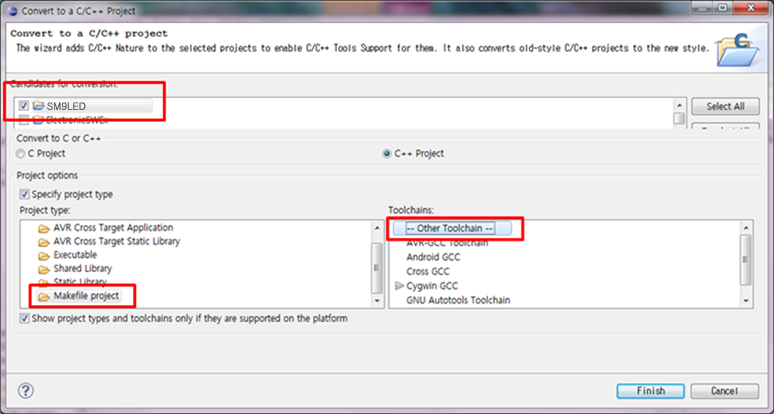 Convert to a C/C++ Project
Convert to a C/C++ project
The wizard adds C/C++ Nature to the selected projects to enable C/C++ Tools Support for them. It also converts old-style C/C++ projects to the new style.
Candidates for conversion:
SM9LED
Select All
ElectronicSWEx
Convert to C or C++
C Project
C++ Project
Project options
Specify project type
Project type:
Toolchains:
AVR Cross Target Application
AVR Cross Target Static Library
Executable
Shared Library
Static Library
Makefile project
-- Other Toolchain --
AVR-GCC Toolchain
Android GCC
Cross GCC
Cygwin GCC
GNU Autotools Toolchain
Show project types and toolchains only if they are supported on the platform
?
Finish
Cancel